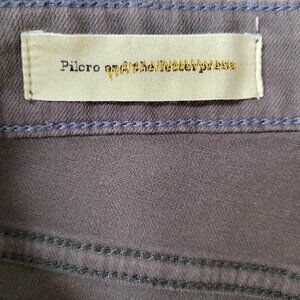 Pilcro and the letterpress